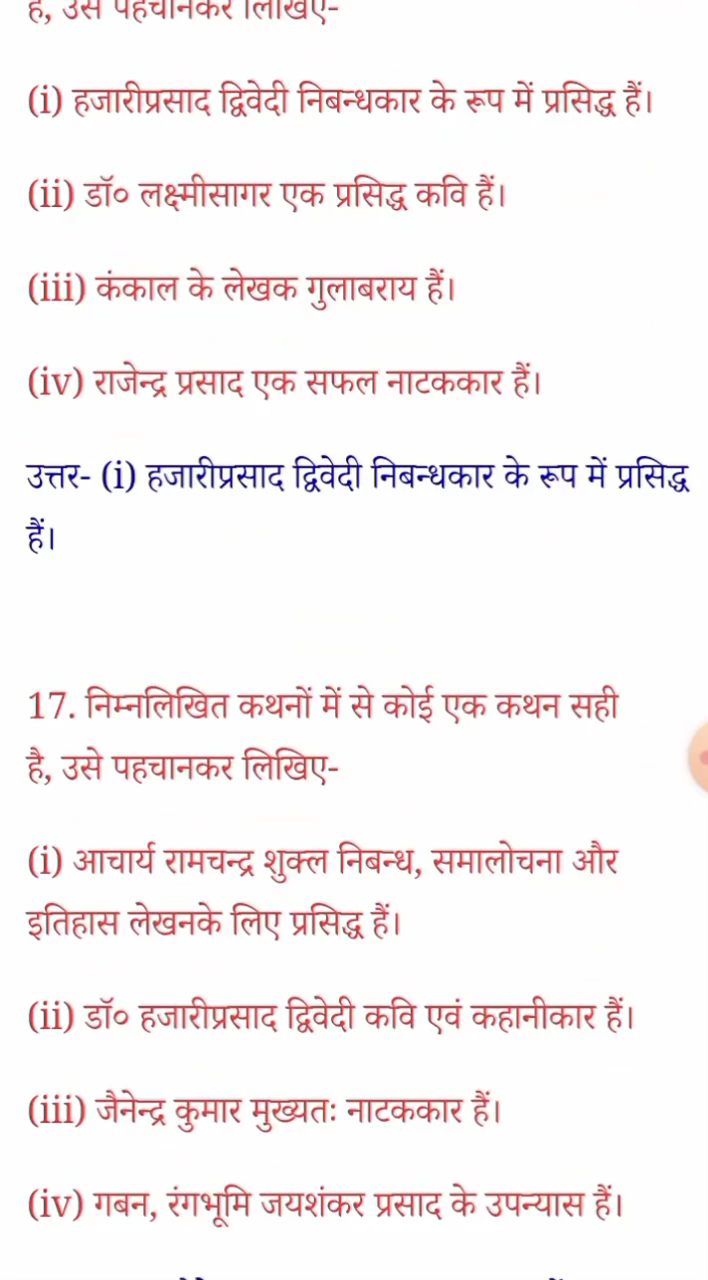 है, उसे पहचानकर लिखिए-
(i) हजारीप्रसाद द्विवेदी निबन्धकार के रूप में प्रसिद्ध हैं।
(ii) डॉ० लक्ष्मीसागर एक प्रसिद्ध कवि हैं।
(iii) कंकाल के लेखक गुलाबराय हैं।
(iv) राजेन्द्र प्रसाद एक सफल नाटककार हैं।
उत्तर- (i) हजारीप्रसाद द्विवेदी निबन्धकार के रूप में प्रसिद्ध
हैं।
17. निम्नलिखित कथनों में से कोई एक कथन सही
है, उसे पहचानकर लिखिए-
(i) आचार्य रामचन्द्र शुक्ल निबन्ध, समालोचना और
इतिहास लेखनके लिए प्रसिद्ध हैं।
(ii) डॉ० हजारीप्रसाद द्विवेदी कवि एवं कहानीकार हैं।
(iii) जैनेन्द्र कुमार मुख्यतः नाटककार हैं।
(iv) गबन, रंगभूमि जयशंकर प्रसाद के उपन्यास हैं।